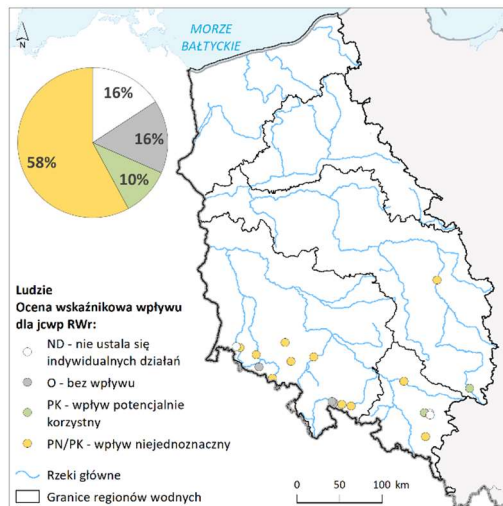 N
MORZE
BAŁTYCKIE
16%
16%
10%
58%
Ludzie
Ocena wskaźnikowa wpływu
dla jcwp RWr:
ND - nie ustala się
indywidualnych działań
O - bez wpływu
PK - wpływ potencjalnie
korzystny
PN/PK - wpływ niejednoznaczny
Rzeki główne
Granice regionów wodnych
0 50 100 km